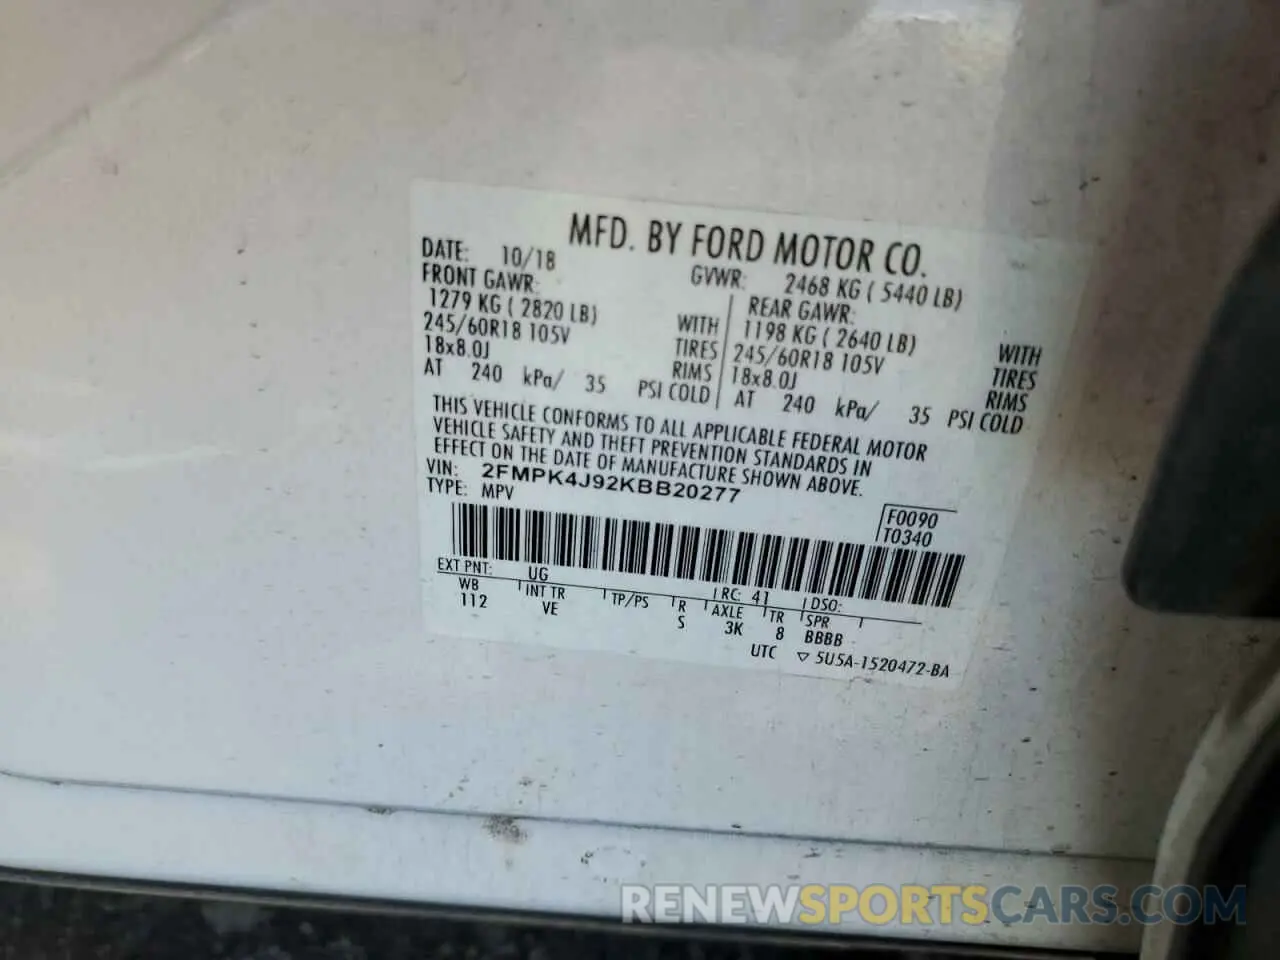 MFD. BY FORD MOTOR CO.
DATE: 10/18 GVWR: 2468 KG ( 5440 LB)
FRONT GAWR: REAR GAWR:
1279 KG ( 2820 LB) WITH 1198 KG ( 2640 LB) WITH
245/60R18 105V TIRES 245/60R18 105V TIRES
18x8.0J RIMS 18x8.0J RIMS
AT 240 kPa/ 35 PSI COLD AT 240 kPa/ 35 PSI COLD
THIS VEHICLE CONFORMS TO ALL APPLICABLE FEDERAL MOTOR
VEHICLE SAFETY AND THEFT PREVENTION STANDARDS IN
EFFECT ON THE DATE OF MANUFACTURE SHOWN ABOVE.
VIN: 2FMPK4J92KBB20277
TYPE: MPV
F0090
T0340
EXT PNT: UG RC: 41 DSO:
WB INT TR TP/PS R AXLE TR SPR
112 VE S 3K 8 BBBB
UTC ▽ 5U5A-1520472-BA
RENEWSPORTSCARS.COM